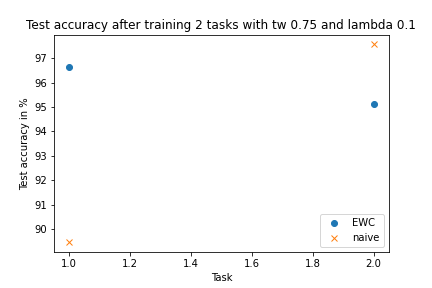 Test accuracy after training 2 tasks with tw 0.75 and lambda 0.1
97
96
95
94
93
92
91
90
Test accuracy in %
EWC
naive
1.0 1.2 1.4 1.6 1.8 2.0
Task